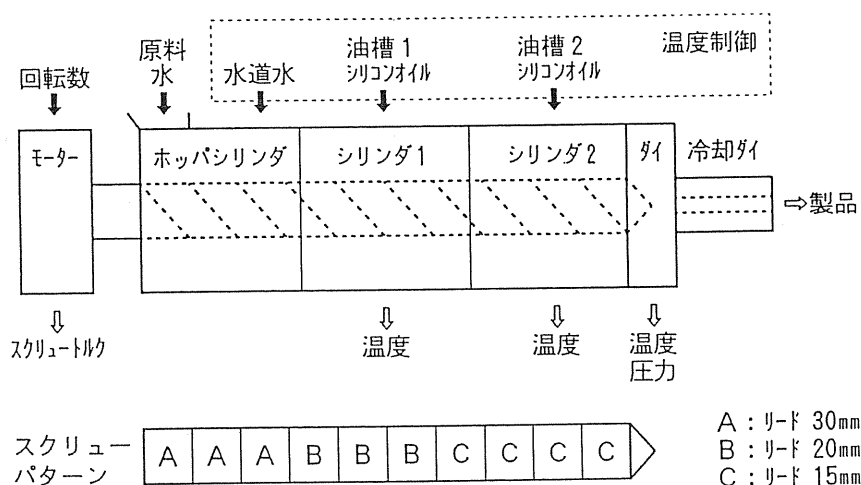 温度制御
原料
水
水道水
油槽1
ｼﾘｺﾝｵｲﾙ
油槽2
ｼﾘｺﾝｵｲﾙ
回転数
ﾓｰﾀｰ
ホッパシリンダ
シリンダ1
シリンダ2
ﾀﾞｲ
冷却ダイ
⇨製品
ｽｸﾘｭｰﾄﾙｸ
温度
温度
温度
圧力
スクリュー
パターン
A A A B B B C C C C
A：ﾘｰﾄﾞ 30mm
B：ﾘｰﾄﾞ 20mm
C：ﾘｰﾄﾞ 15mm